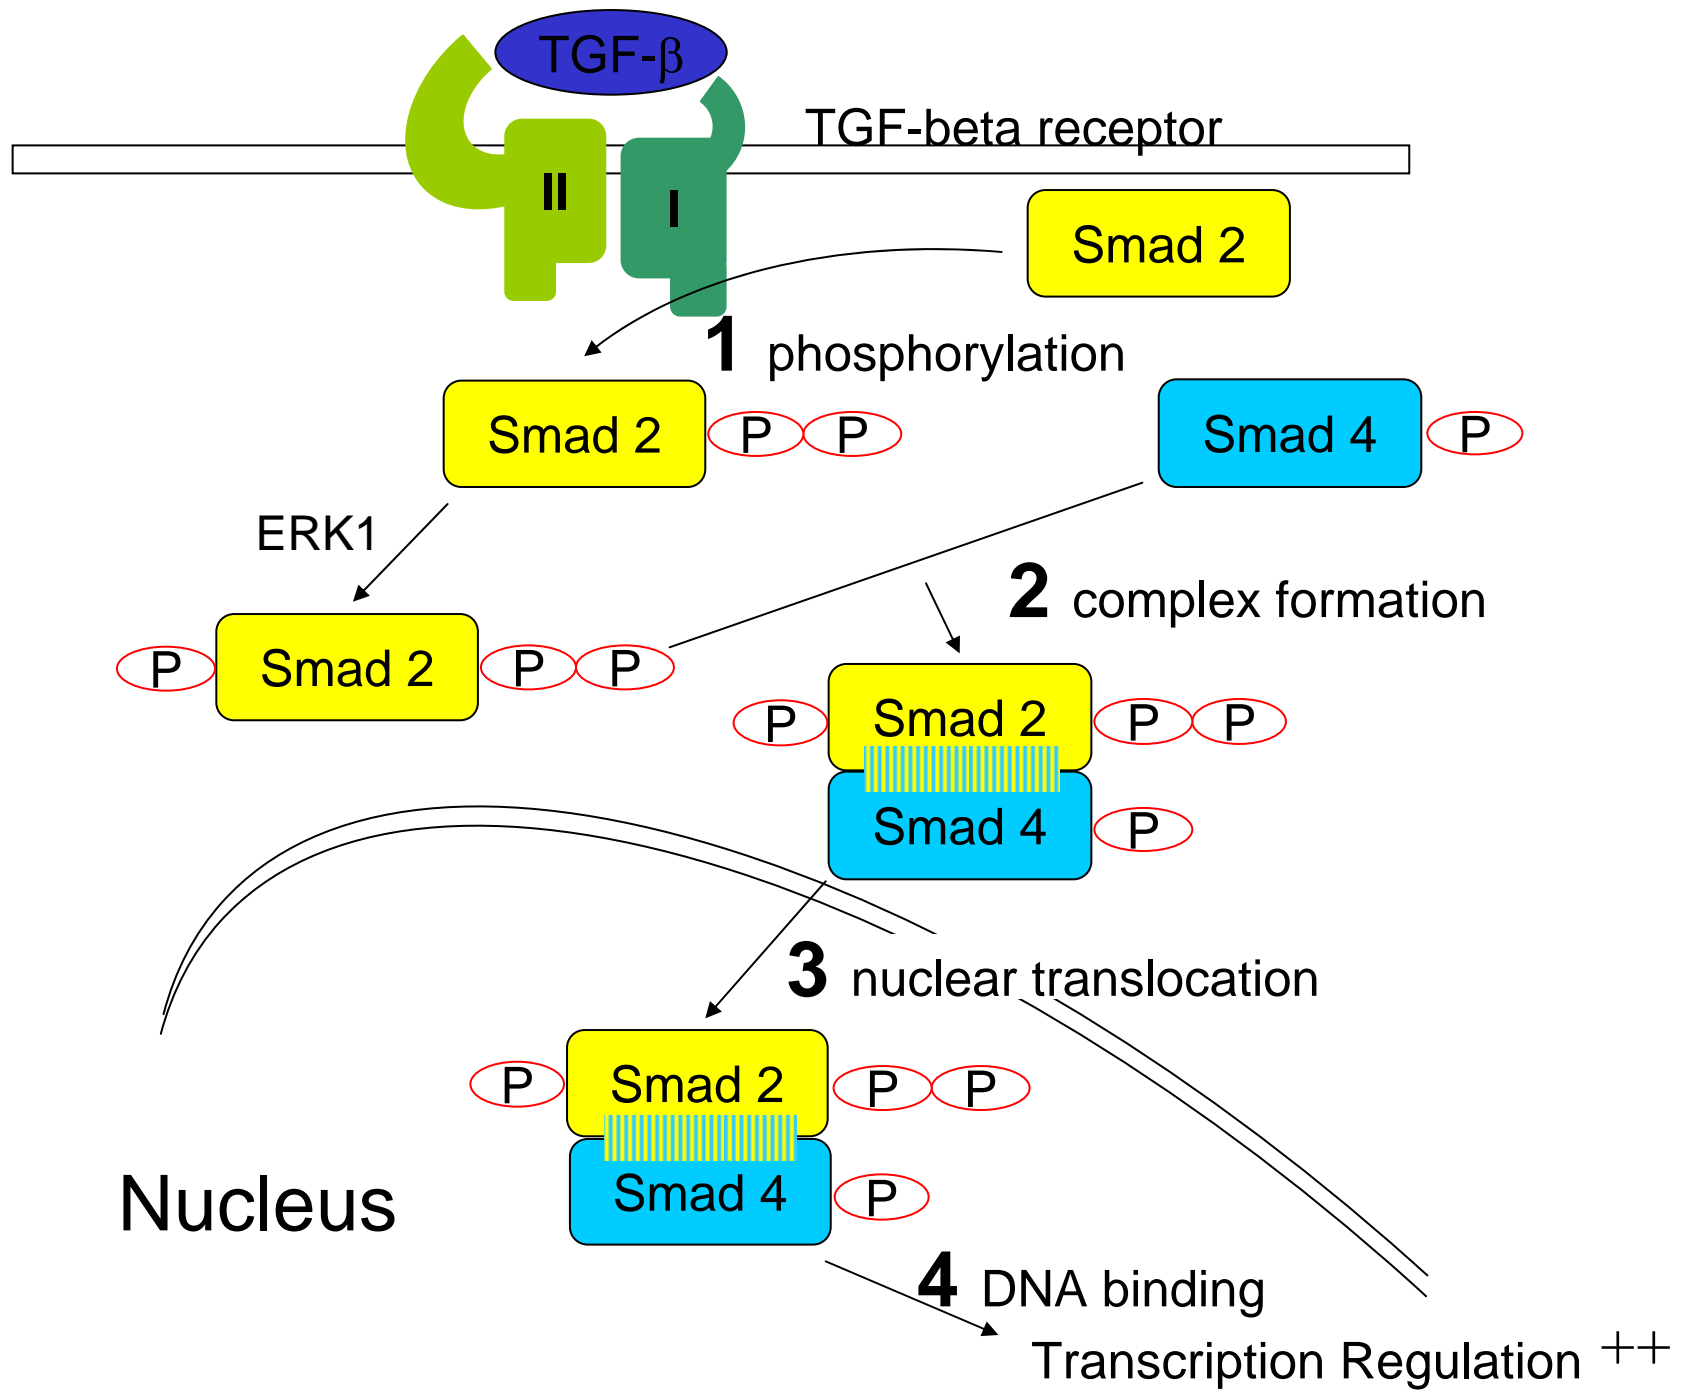 TGF-β
TGF-beta receptor
II
I
Smad 2
1 phosphorylation
Smad 2 P P
Smad 4 P
ERK1
2 complex formation
P Smad 2 P P
P Smad 2 P P
Smad 4 P
3 nuclear translocation
P Smad 2 P P
Smad 4 P
Nucleus
4 DNA binding
Transcription Regulation ++